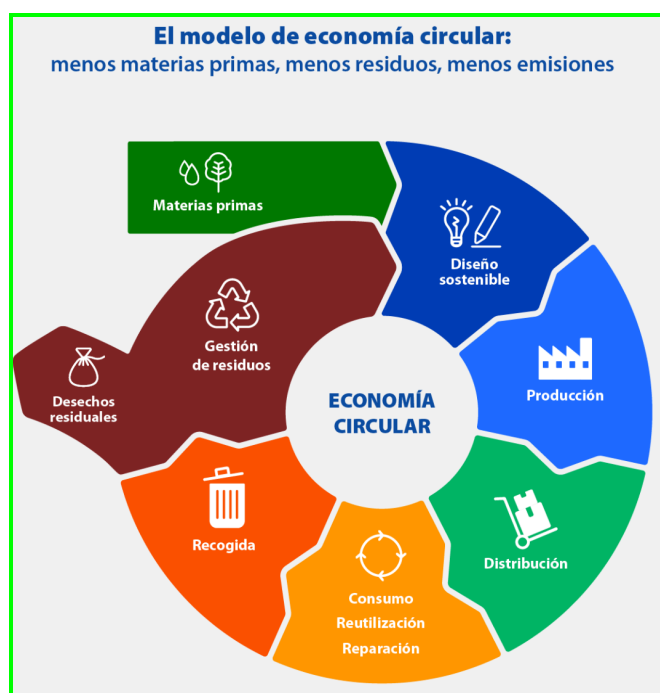 El modelo de economía circular:
menos materias primas, menos residuos, menos emisiones
Materias primas
Diseño
sostenible
Producción
Distribución
Consumo
Reutilización
Reparación
Recogida
Gestión
de residuos
Desechos
residuales
ECONOMÍA
CIRCULAR